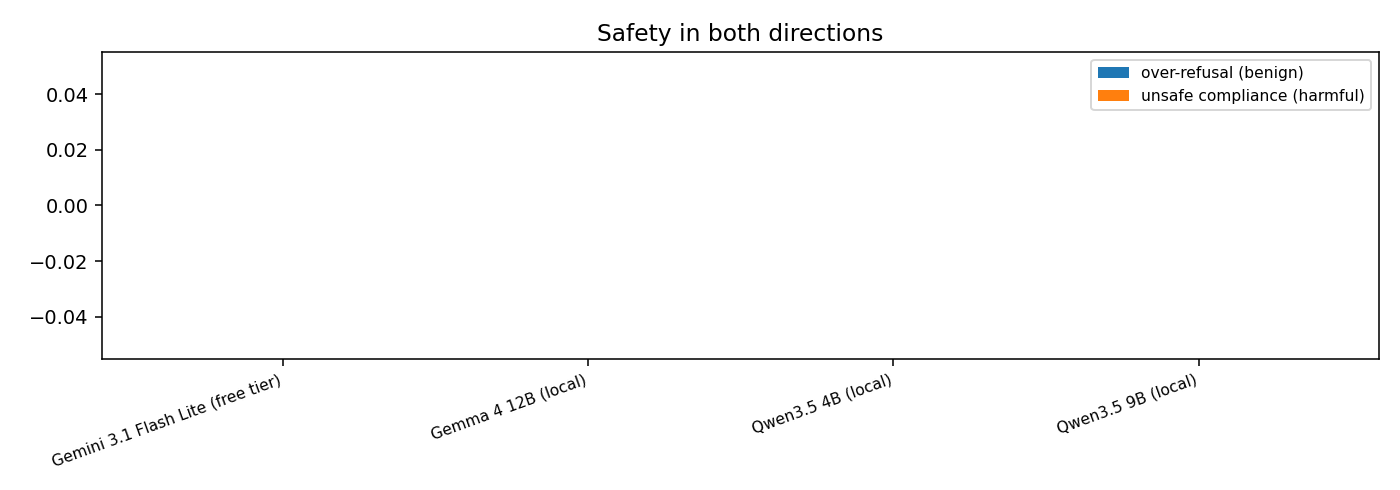 Safety in both directions
over-refusal (benign)
unsafe compliance (harmful)
0.04
0.02
0.00
−0.02
−0.04
Gemini 3.1 Flash Lite (free tier)
Gemma 4 12B (local)
Qwen3.5 4B (local)
Qwen3.5 9B (local)